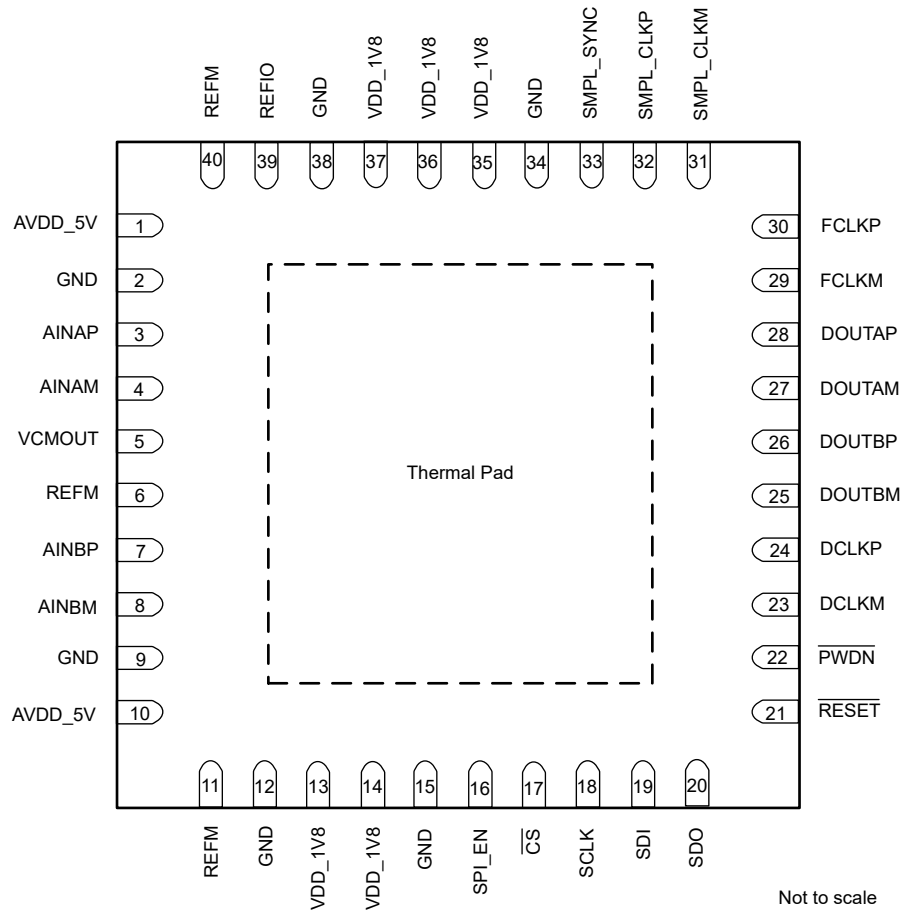 REFM
REFIO
GND
VDD_1V8
VDD_1V8
VDD_1V8
GND
SMPL_SYNC
SMPL_CLKP
SMPL_CLKM
40
39
38
37
36
35
34
33
32
31
AVDD_5V 1
GND 2
AINAP 3
AINAM 4
VCMOUT 5
REFM 6
AINBP 7
AINBM 8
GND 9
AVDD_5V 10
Thermal Pad
30 FCLKP
29 FCLKM
28 DOUTAP
27 DOUTAM
26 DOUTBP
25 DOUTBM
24 DCLKP
23 DCLKM
22 PWDN
21 RESET
11
12
13
14
15
16
17
18
19
20
REFM
GND
VDD_1V8
VDD_1V8
GND
SPI_EN
CS
SCLK
SDI
SDO
Not to scale